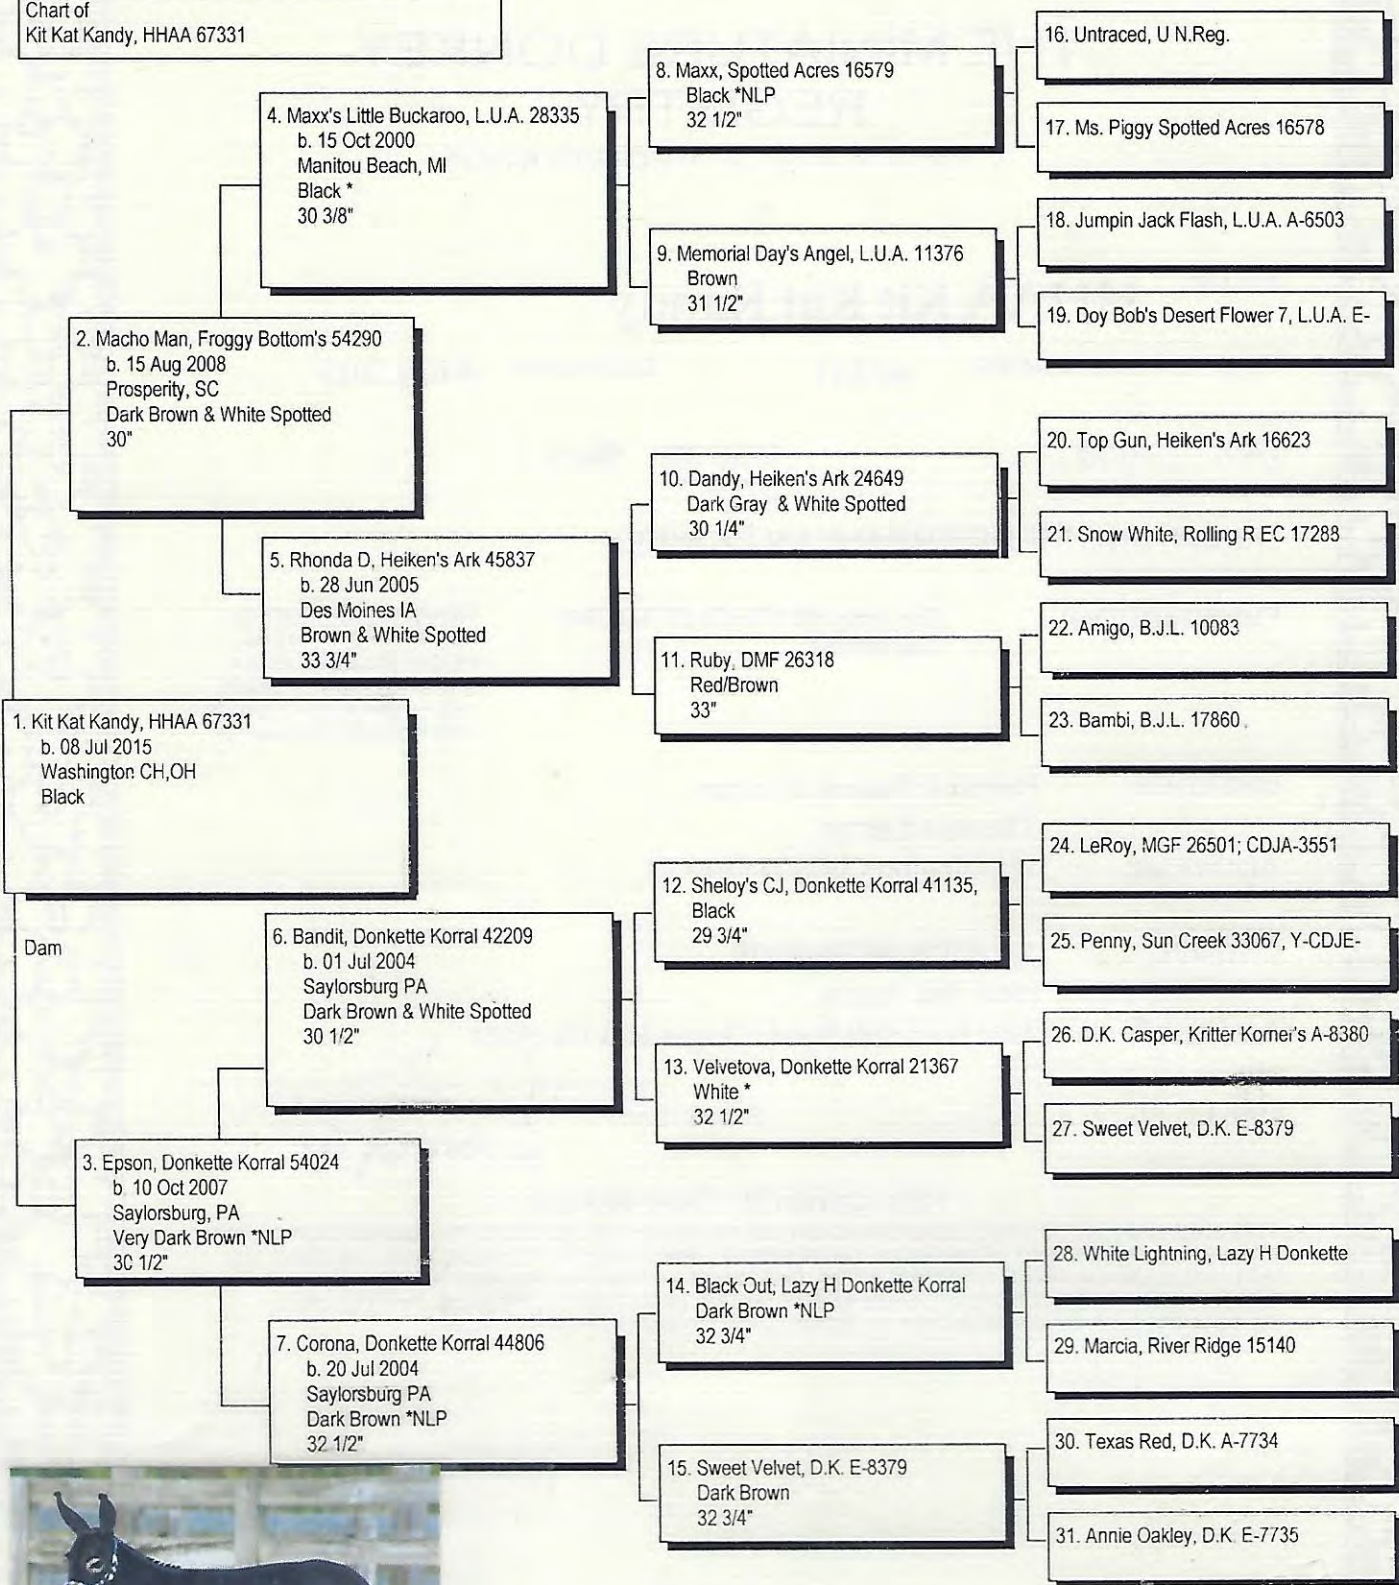 Chart of
Kit Kat Kandy, HHAA 67331
1. Kit Kat Kandy, HHAA 67331
b. 08 Jul 2015
Washington CH,OH
Black
Dam
2. Macho Man, Froggy Bottom's 54290
b. 15 Aug 2008
Prosperity, SC
Dark Brown & White Spotted
30"
3. Epson, Donkette Korral 54024
b. 10 Oct 2007
Saylorsburg, PA
Very Dark Brown *NLP
30 1/2"
4. Maxx's Little Buckaroo, L.U.A. 28335
b. 15 Oct 2000
Manitou Beach, MI
Black *
30 3/8"
5. Rhonda D, Heiken's Ark 45837
b. 28 Jun 2005
Des Moines IA
Brown & White Spotted
33 3/4"
6. Bandit, Donkette Korral 42209
b. 01 Jul 2004
Saylorsburg PA
Dark Brown & White Spotted
30 1/2"
7. Corona, Donkette Korral 44806
b. 20 Jul 2004
Saylorsburg PA
Dark Brown *NLP
32 1/2"
8. Maxx, Spotted Acres 16579
Black *NLP
32 1/2"
9. Memorial Day's Angel, L.U.A. 11376
Brown
31 1/2"
10. Dandy, Heiken's Ark 24649
Dark Gray & White Spotted
30 1/4"
11. Ruby, DMF 26318
Red/Brown
33"
12. Sheloy's CJ, Donkette Korral 41135,
Black
29 3/4"
13. Velvetova, Donkette Korral 21367
White *
32 1/2"
14. Black Out, Lazy H Donkette Korral
Dark Brown *NLP
32 3/4"
15. Sweet Velvet, D.K. E-8379
Dark Brown
32 3/4"
16. Untraced, U N.Reg.
17. Ms. Piggy Spotted Acres 16578
18. Jumpin Jack Flash, L.U.A. A-6503
19. Doy Bob's Desert Flower 7, L.U.A. E-
20. Top Gun, Heiken's Ark 16623
21. Snow White, Rolling R EC 17288
22. Amigo, B.J.L. 10083
23. Bambi, B.J.L. 17860
24. LeRoy, MGF 26501; CDJA-3551
25. Penny, Sun Creek 33067, Y-CDJE-
26. D.K. Casper, Kritter Korner's A-8380
27. Sweet Velvet, D.K. E-8379
28. White Lightning, Lazy H Donkette
29. Marcia, River Ridge 15140
30. Texas Red, D.K. A-7734
31. Annie Oakley, D.K. E-7735